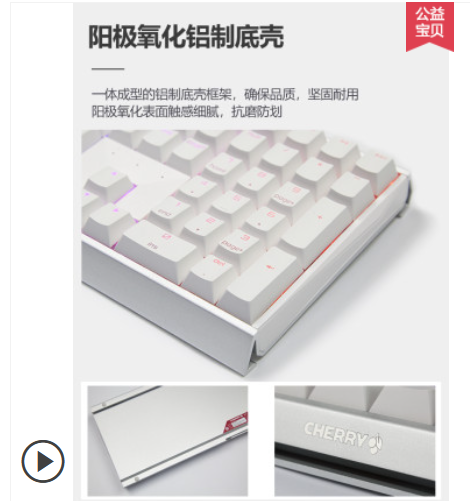 公益
宝贝
阳极氧化铝制底壳
一体成型的铝制底壳框架，确保品质，坚固耐用
阳极氧化表面触感细腻，抗磨防划
CHERRY